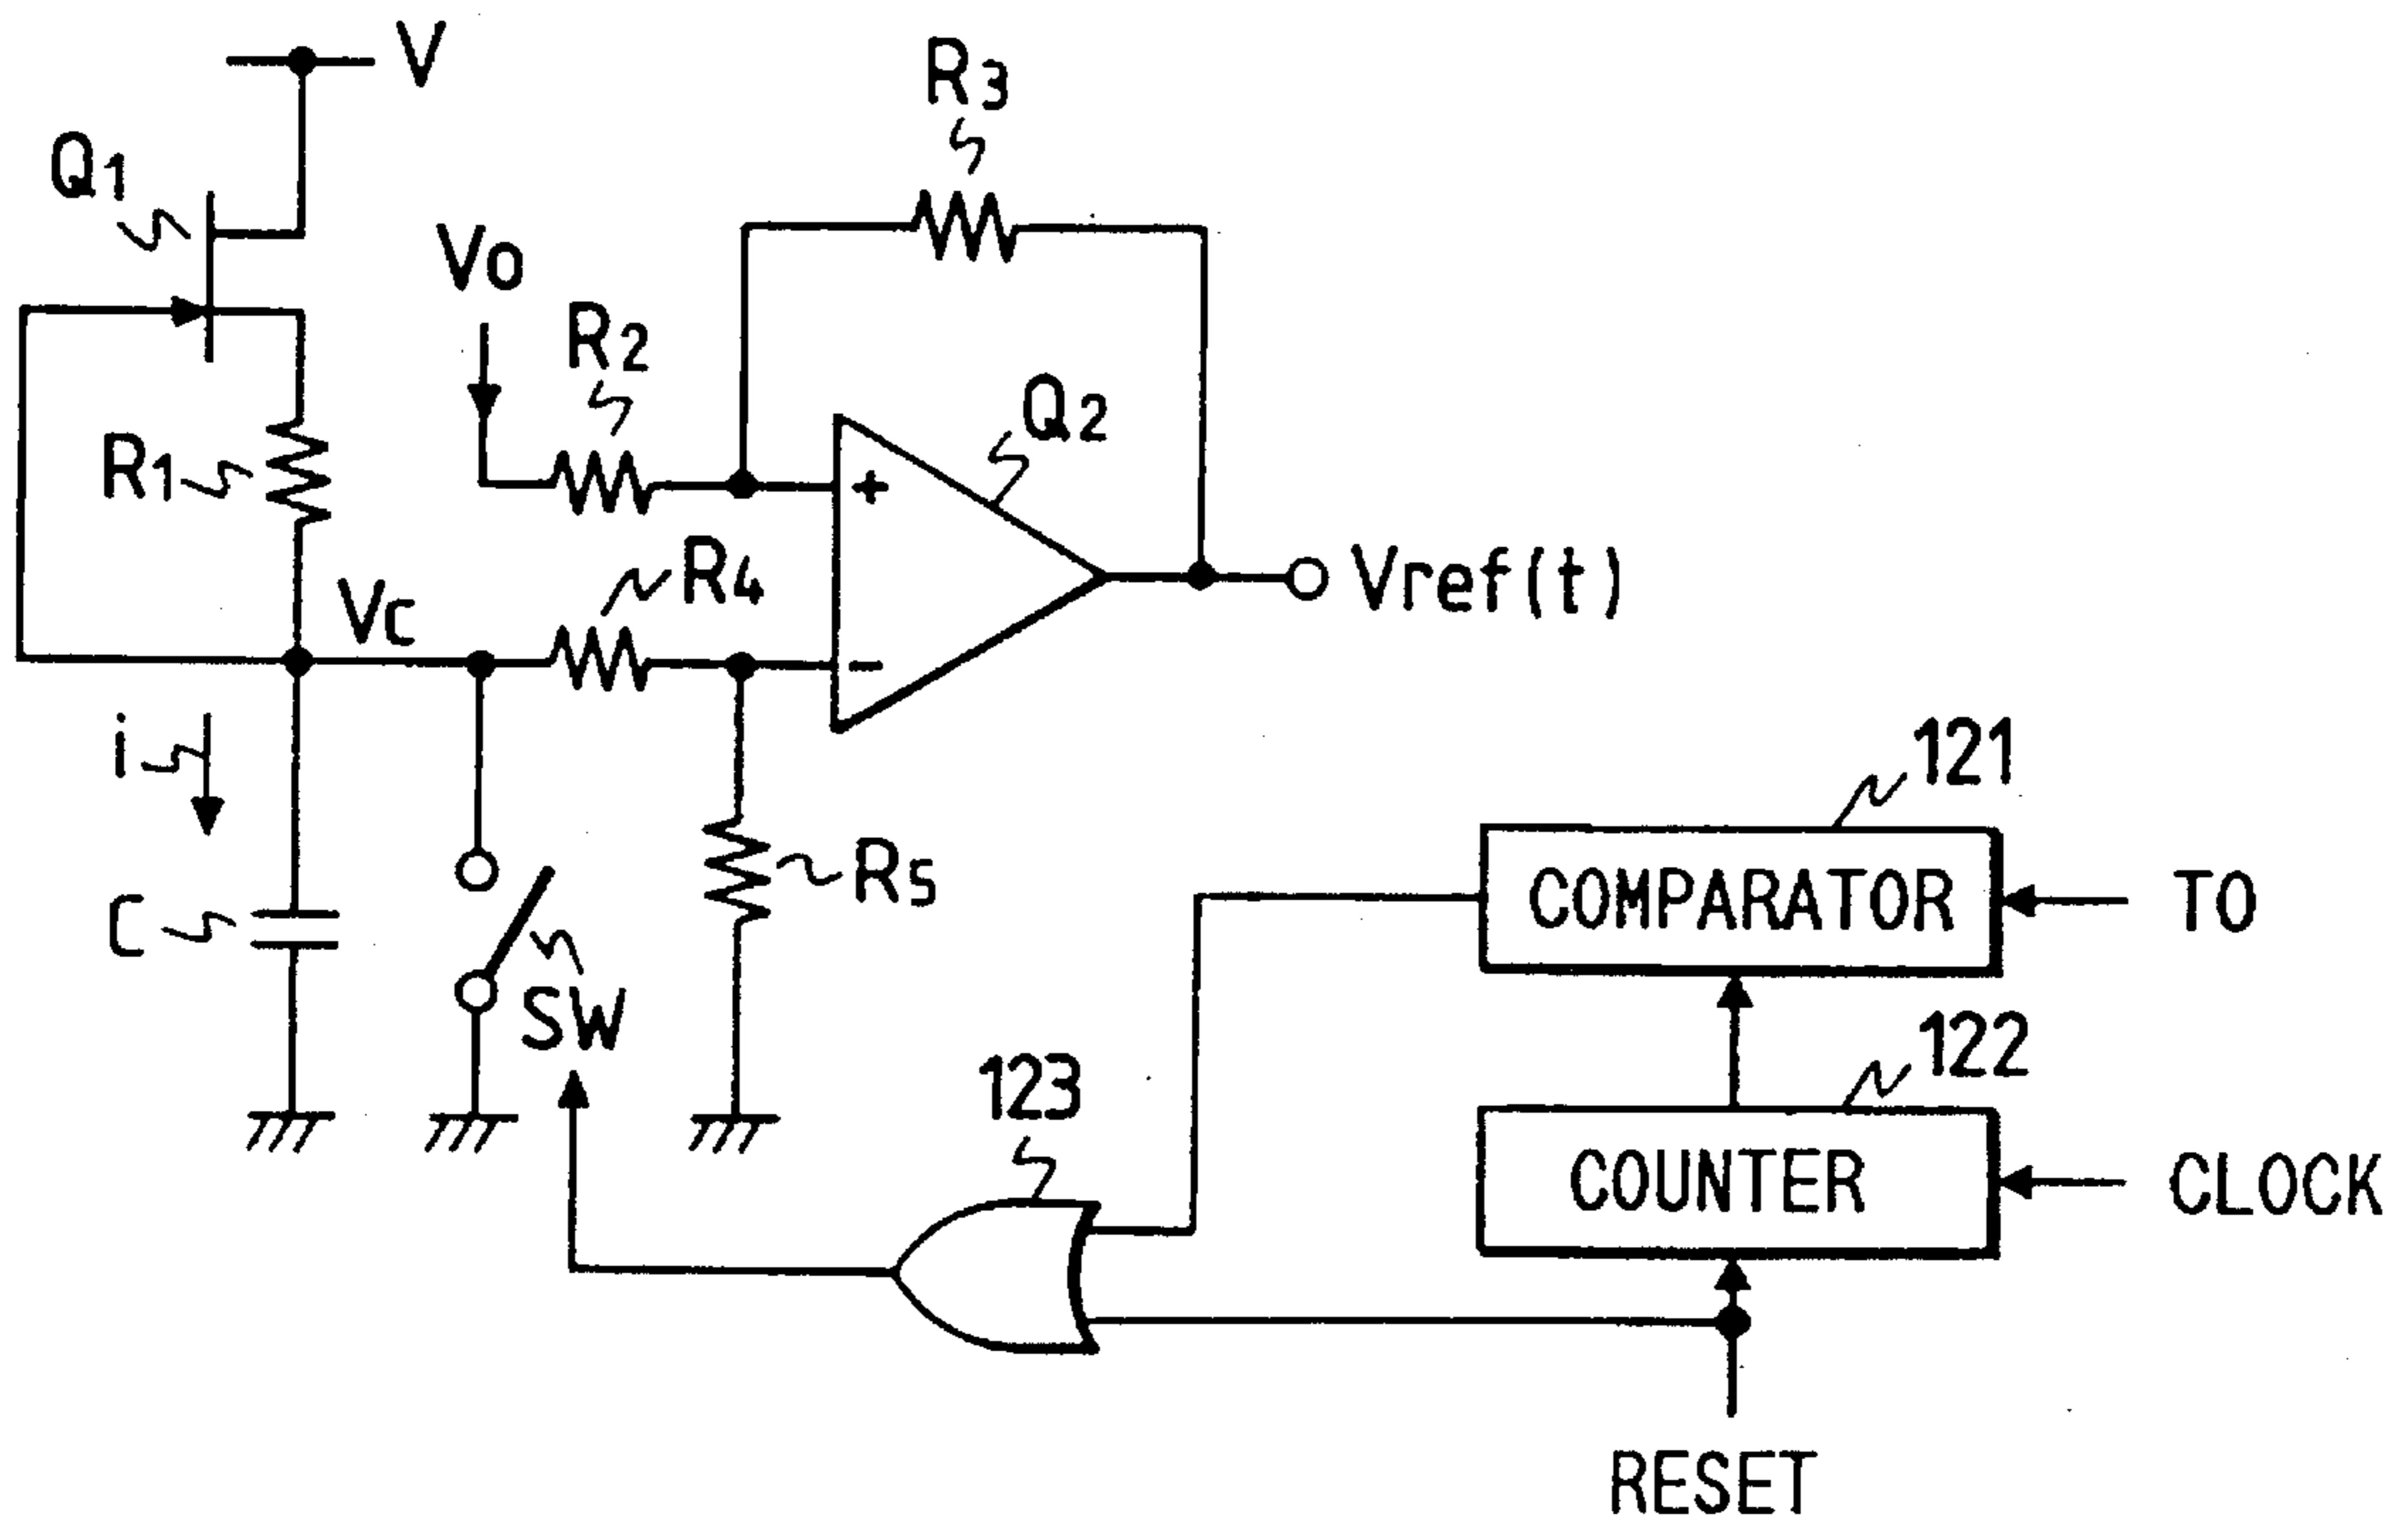 V
R3
Q1
Vo
R2
Q2
R1
R4
Vc
Vref(t)
+
-
i
121
COMPARATOR
TO
C
R5
SW
122
123
COUNTER
CLOCK
RESET